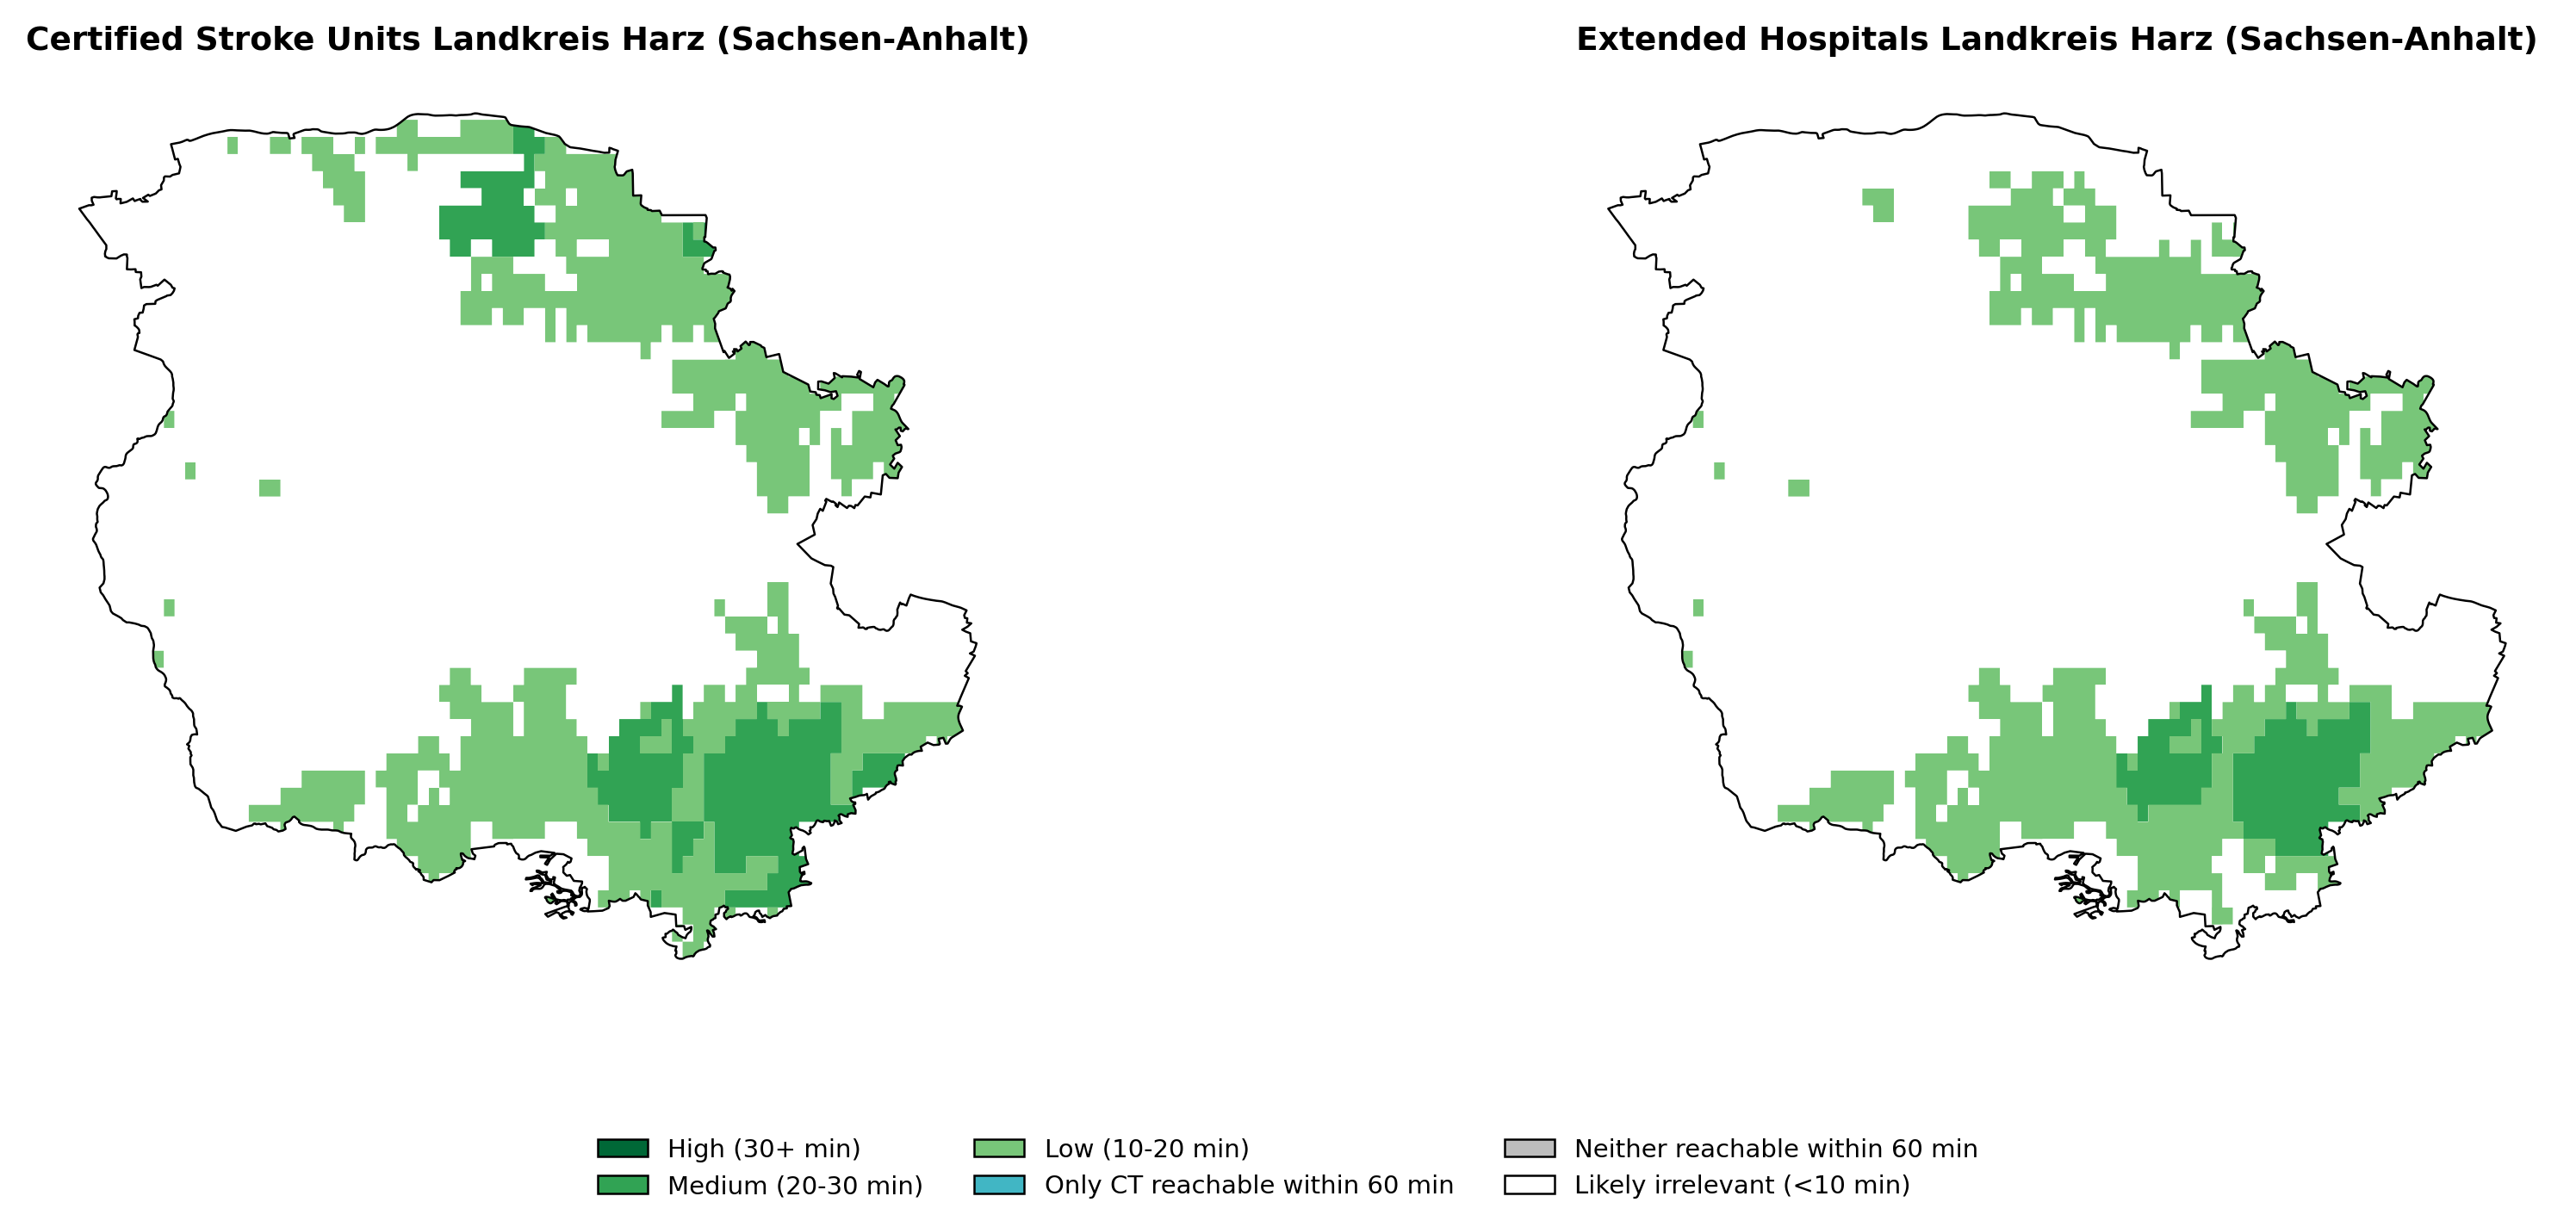 Certified Stroke Units Landkreis Harz (Sachsen-Anhalt)
Extended Hospitals Landkreis Harz (Sachsen-Anhalt)
High (30+ min)
Medium (20-30 min)
Low (10-20 min)
Only CT reachable within 60 min
Neither reachable within 60 min
Likely irrelevant (<10 min)